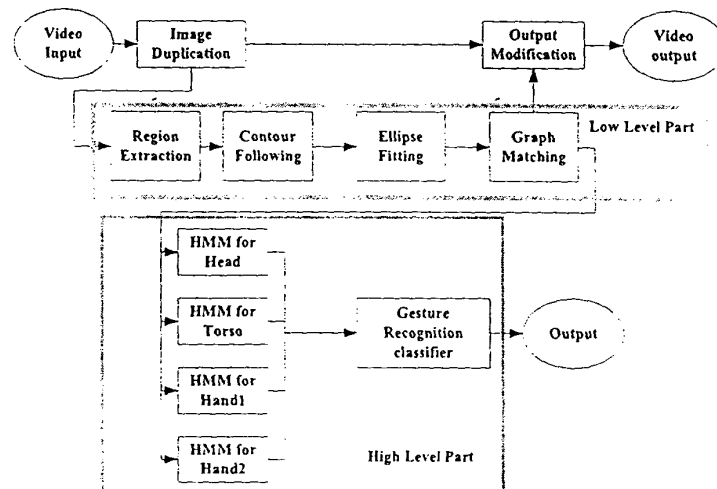 Video
Input
Image
Duplication
Output
Modification
Video
output
Region
Extraction
Contour
Following
Ellipse
Fitting
Graph
Matching
Low Level Part
HMM for
Head
HMM for
Torso
HMM for
Hand1
HMM for
Hand2
Gesture
Recognition
classifier
Output
High Level Part